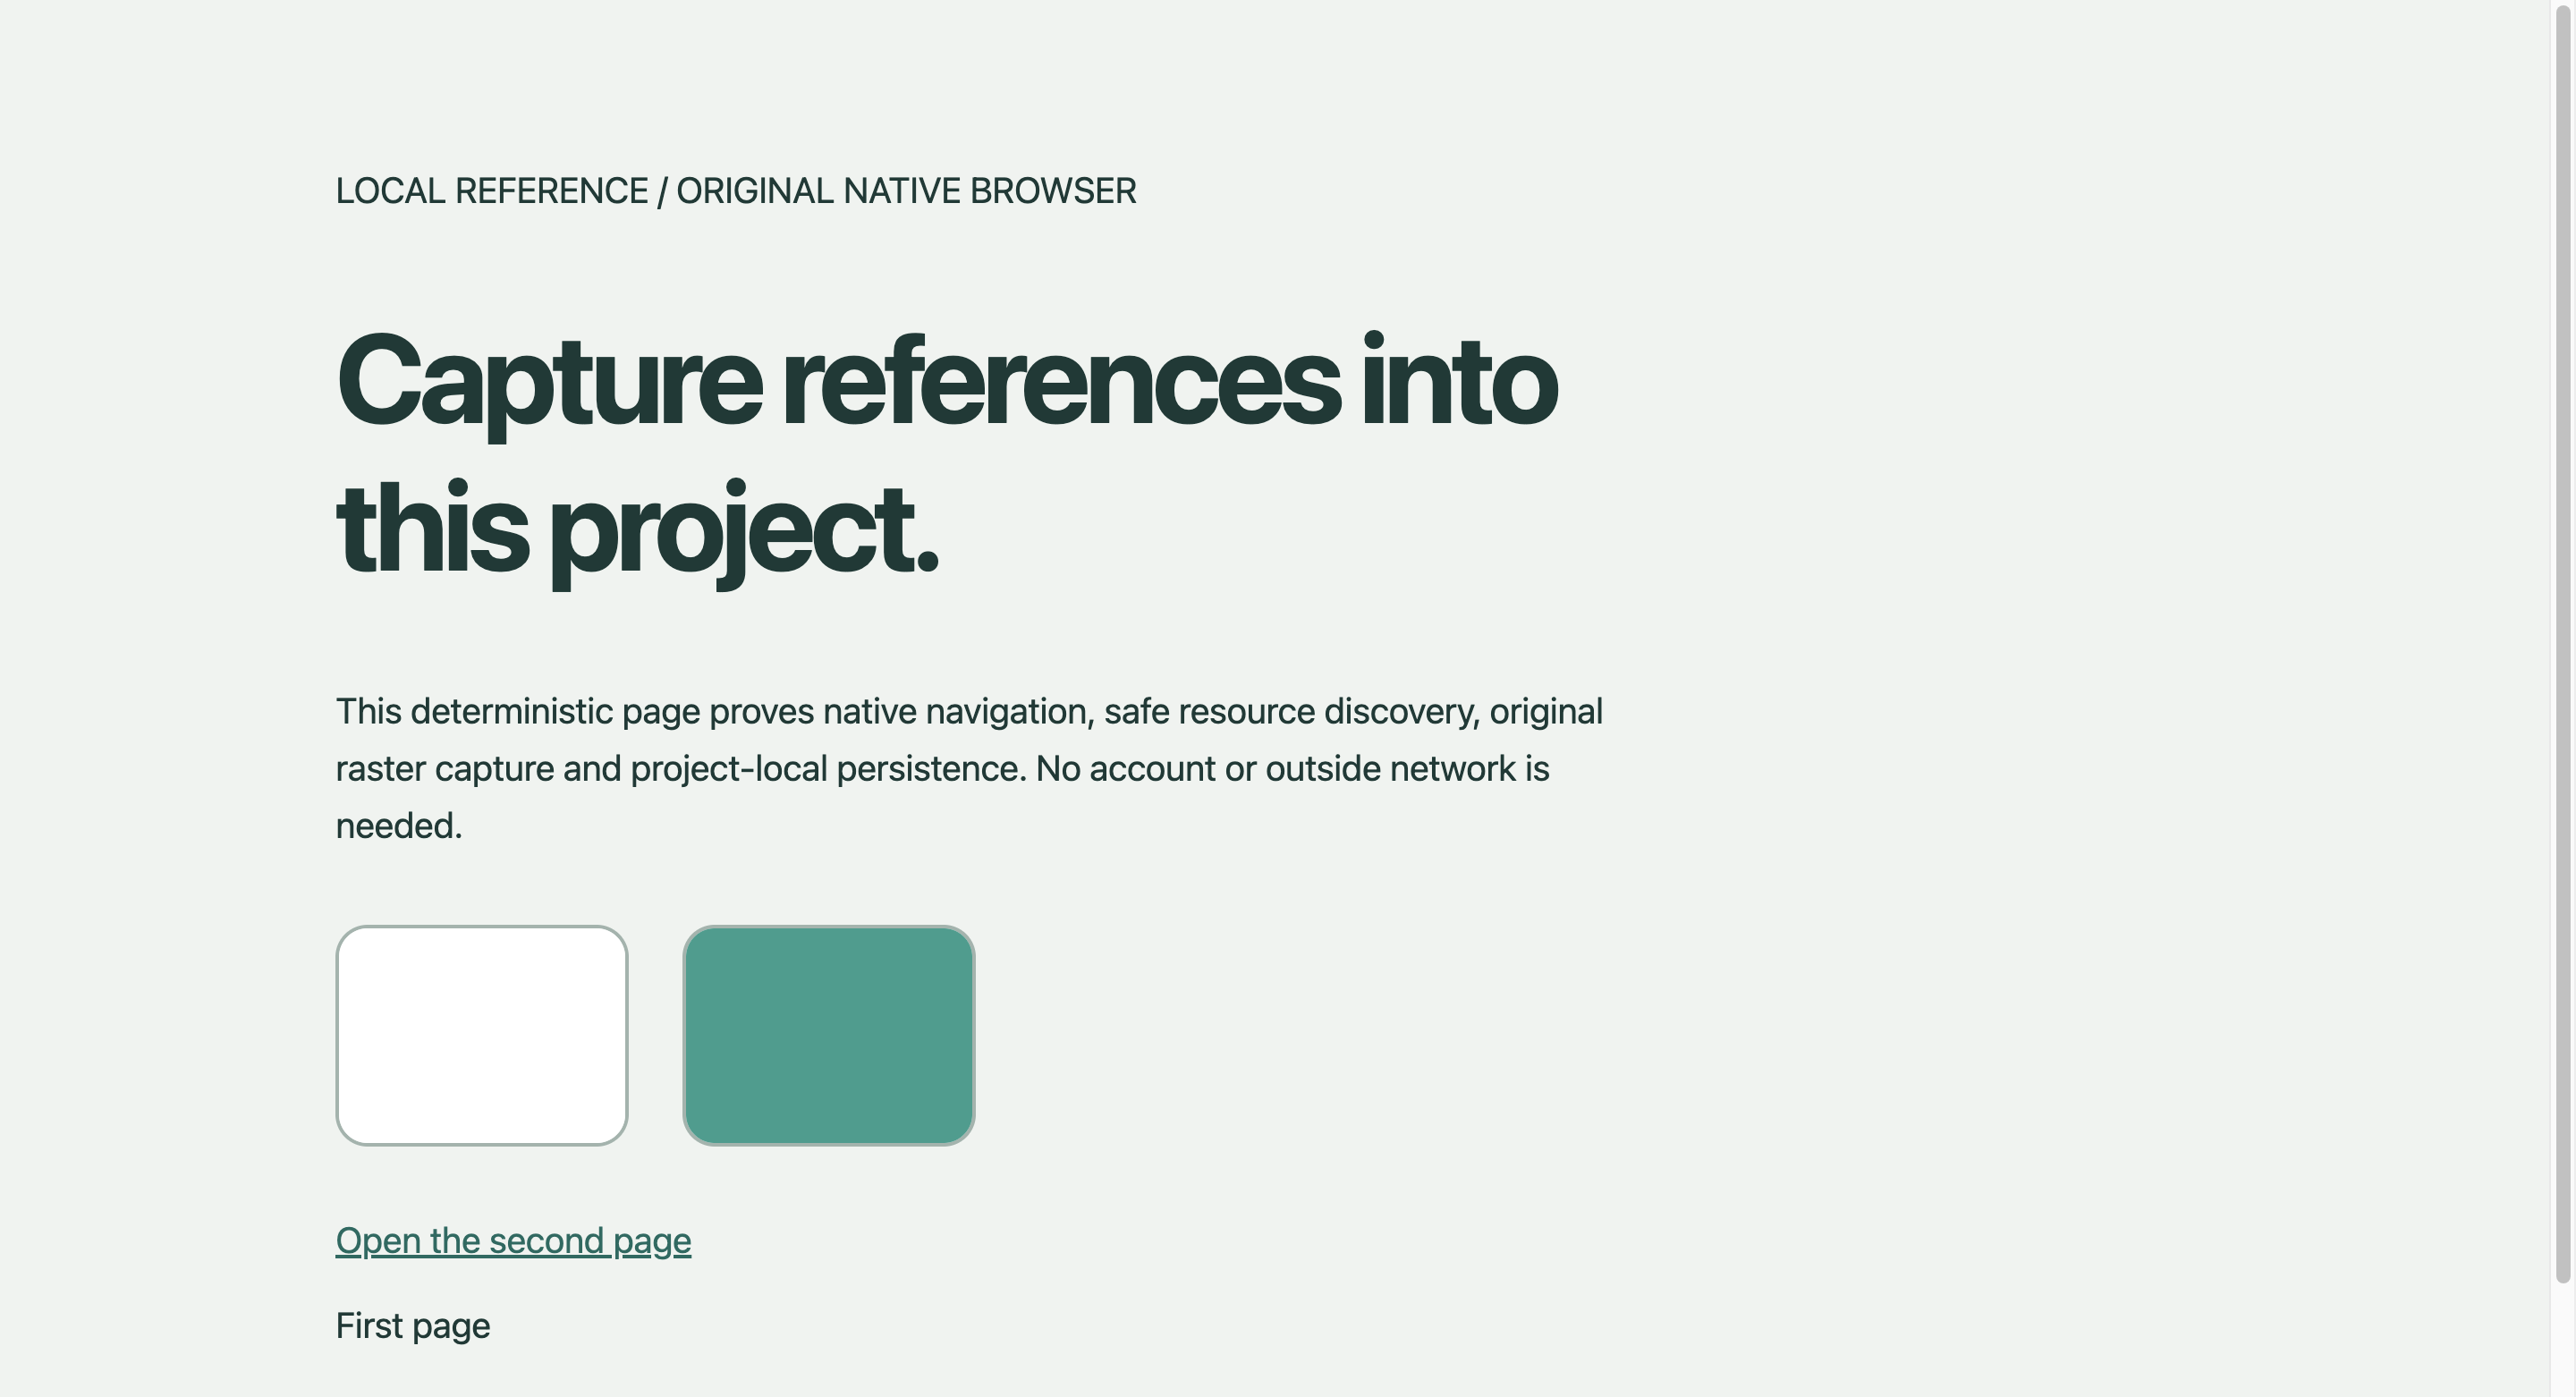 LOCAL REFERENCE / ORIGINAL NATIVE BROWSER
Capture references into
this project.
This deterministic page proves native navigation, safe resource discovery, original
raster capture and project-local persistence. No account or outside network is
needed.
Open the second page
First page